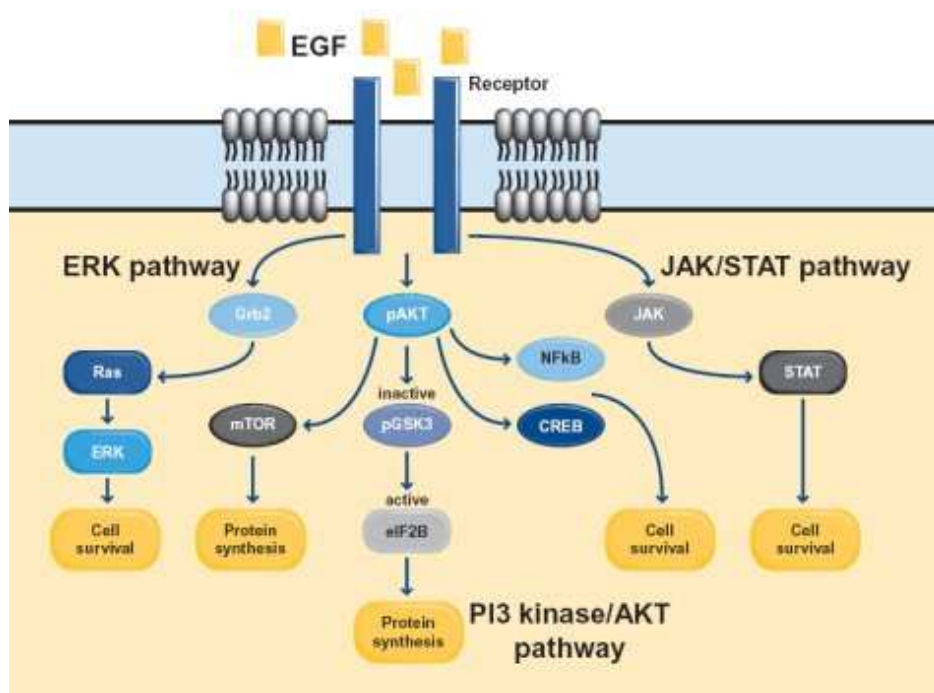 EGF
Receptor
ERK pathway
JAK/STAT pathway
Grb2
pAKT
JAK
NFkB
Ras
STAT
inactive
mTOR
pGSK3
CREB
ERK
active
eIF2B
Cell
survival
Protein
synthesis
Cell
survival
Cell
survival
Protein
synthesis
PI3 kinase/AKT
pathway